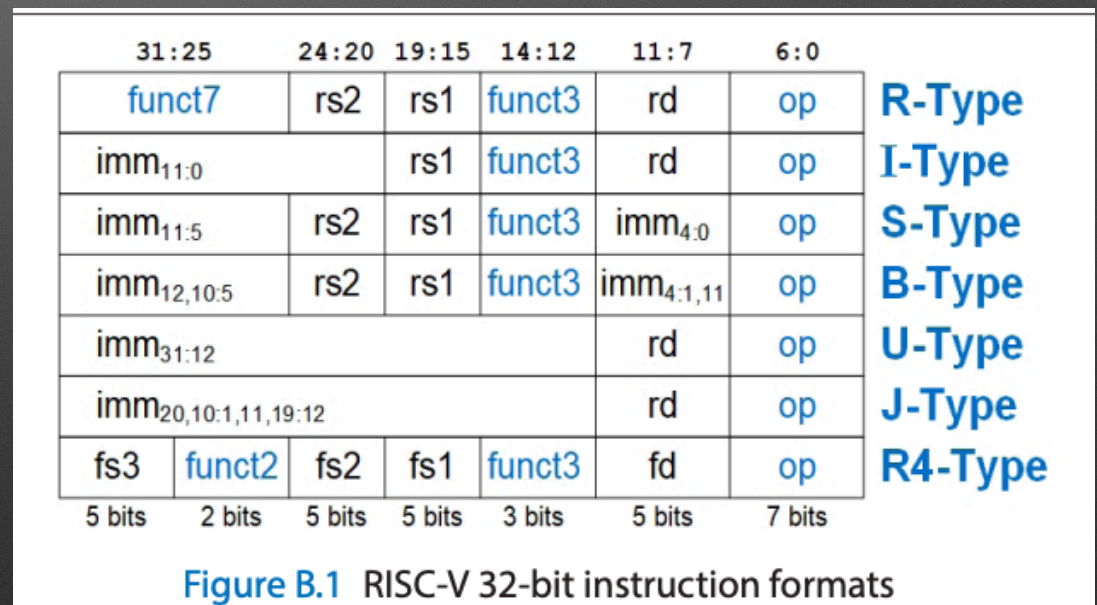 31:25 24:20 19:15 14:12 11:7 6:0
funct7 rs2 rs1 funct3 rd op R-Type
imm11:0 rs1 funct3 rd op I-Type
imm11:5 rs2 rs1 funct3 imm4:0 op S-Type
imm12,10:5 rs2 rs1 funct3 imm4:1,11 op B-Type
imm31:12 rd op U-Type
imm20,10:1,11,19:12 rd op J-Type
fs3 funct2 fs2 fs1 funct3 fd op R4-Type
5 bits 2 bits 5 bits 5 bits 3 bits 5 bits 7 bits
Figure B.1 RISC-V 32-bit instruction formats